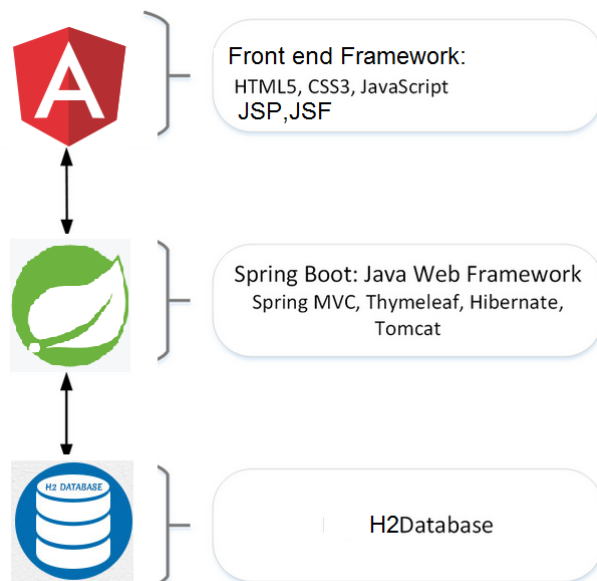 A
Front end Framework:
HTML5, CSS3, JavaScript
JSP,JSF
Spring Boot: Java Web Framework
Spring MVC, Thymeleaf, Hibernate,
Tomcat
H2 DATABASE
H2Database